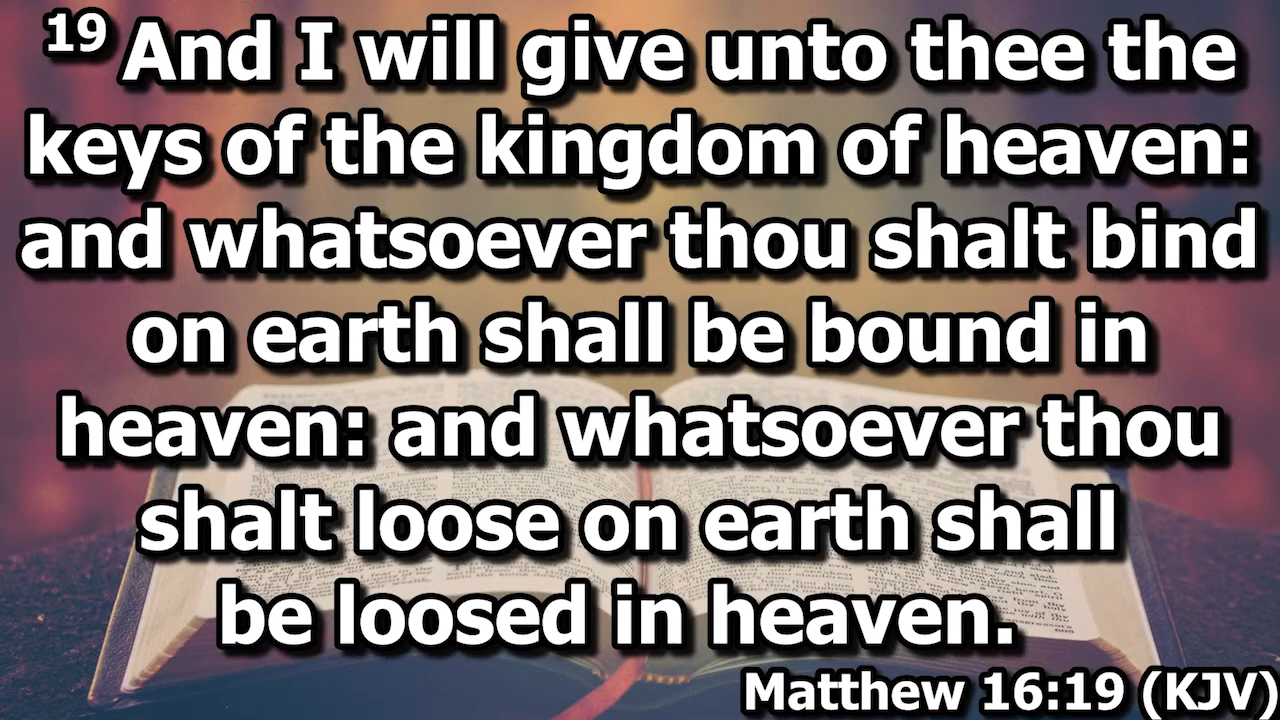 19 And I will give unto thee the
keys of the kingdom of heaven:
and whatsoever thou shalt bind
on earth shall be bound in
heaven: and whatsoever thou
shalt loose on earth shall
be loosed in heaven.
Matthew 16:19 (KJV)